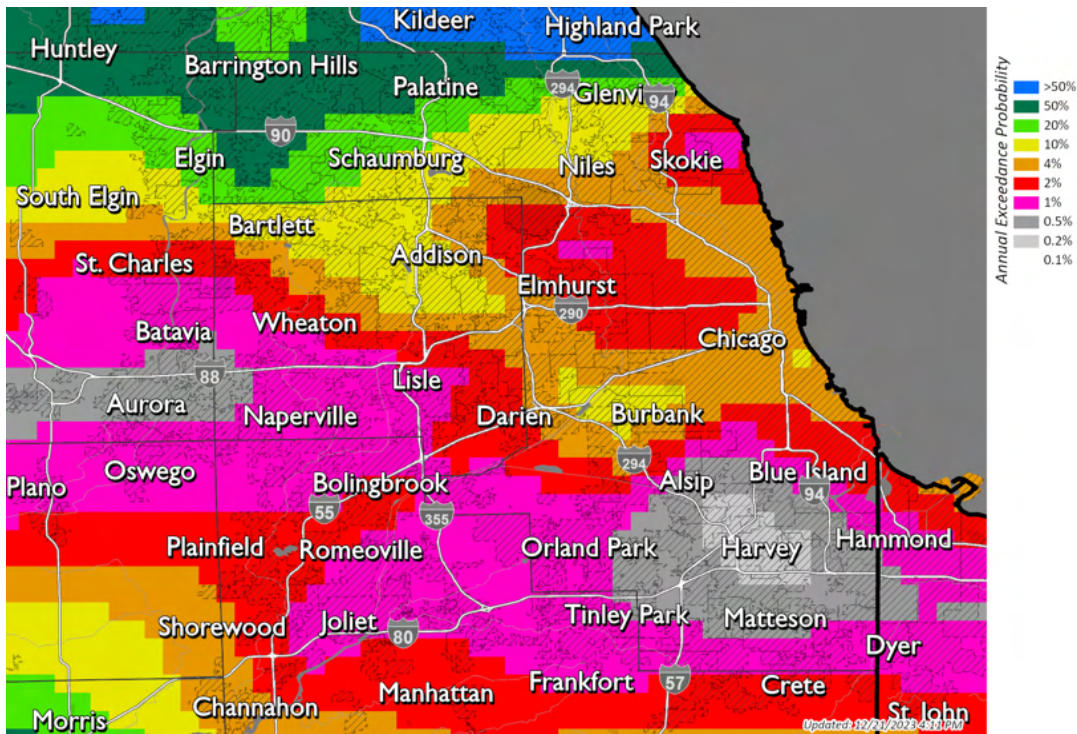 Kildeer
Highland Park
Huntley
Barrington Hills
Palatine
294
Glenvi
94
90
Elgin
Schaumburg
Niles
Skokie
South Elgin
Bartlett
Addison
St. Charles
Elmhurst
290
Batavia
Wheaton
Chicago
88
Lisle
Aurora
Naperville
Darien
Burbank
294
Oswego
Plano
Bolingbrook
Alsip
Blue Island
94
55
355
Plainfield
Romeoville
Orland Park
Harvey
Hammond
Shorewood
Joliet
80
Tinley Park
Matteson
Dyer
Frankfort
57
Crete
Manhattan
Channahon
Morris
St. John
Updated: 12/21/2023 4:11 PM
Annual Exceedance Probability
>50%
50%
20%
10%
4%
2%
1%
0.5%
0.2%
0.1%